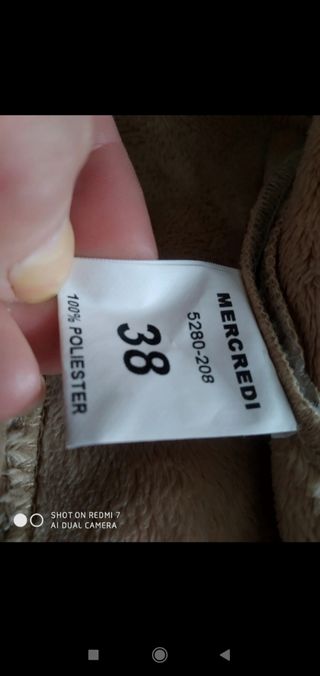 MERCREDI
5280-208
38
100% POLIESTER
SHOT ON REDMI 7
AI DUAL CAMERA